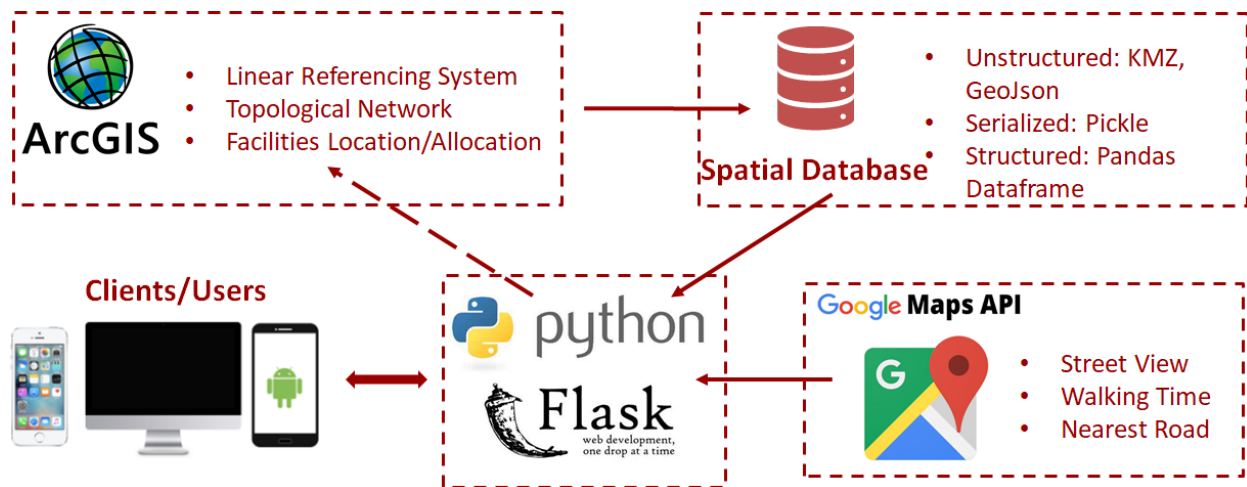 ArcGIS
• Linear Referencing System
• Topological Network
• Facilities Location/Allocation
Spatial Database
• Unstructured: KMZ,
GeoJson
• Serialized: Pickle
• Structured: Pandas
Dataframe
Clients/Users
python
Flask
web development,
one drop at a time
Google Maps API
G
• Street View
• Walking Time
• Nearest Road